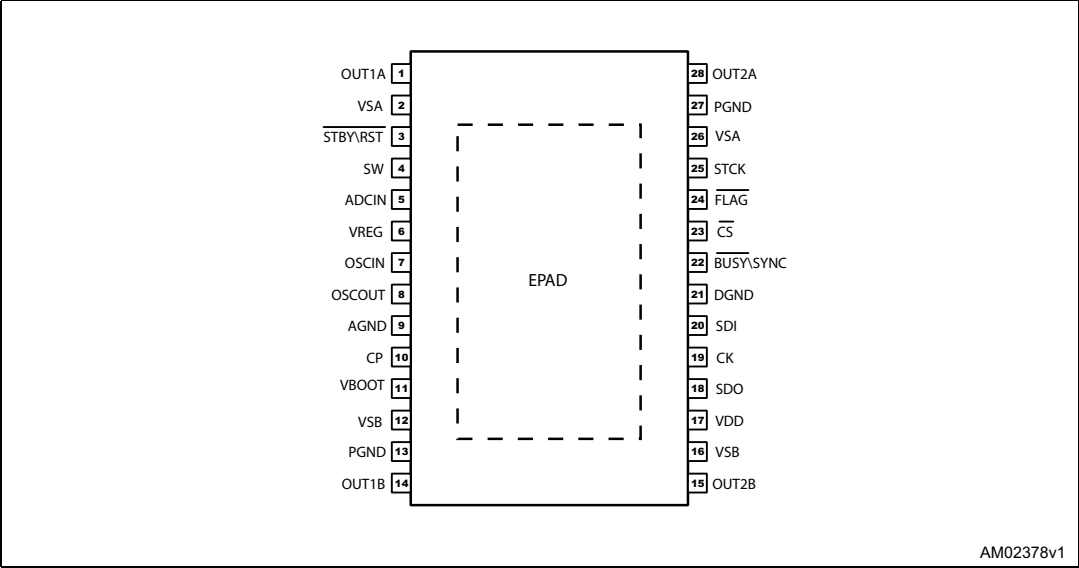 OUT1A 1 28 OUT2A
VSA 2 27 PGND
STBY\RST 3 26 VSA
SW 4 25 STCK
ADCIN 5 24 FLAG
VREG 6 23 CS
OSCIN 7 22 BUSY\SYNC
EPAD
OSCOUT 8 21 DGND
AGND 9 20 SDI
CP 10 19 CK
VBOOT 11 18 SDO
VSB 12 17 VDD
PGND 13 16 VSB
OUT1B 14 15 OUT2B
AM02378v1